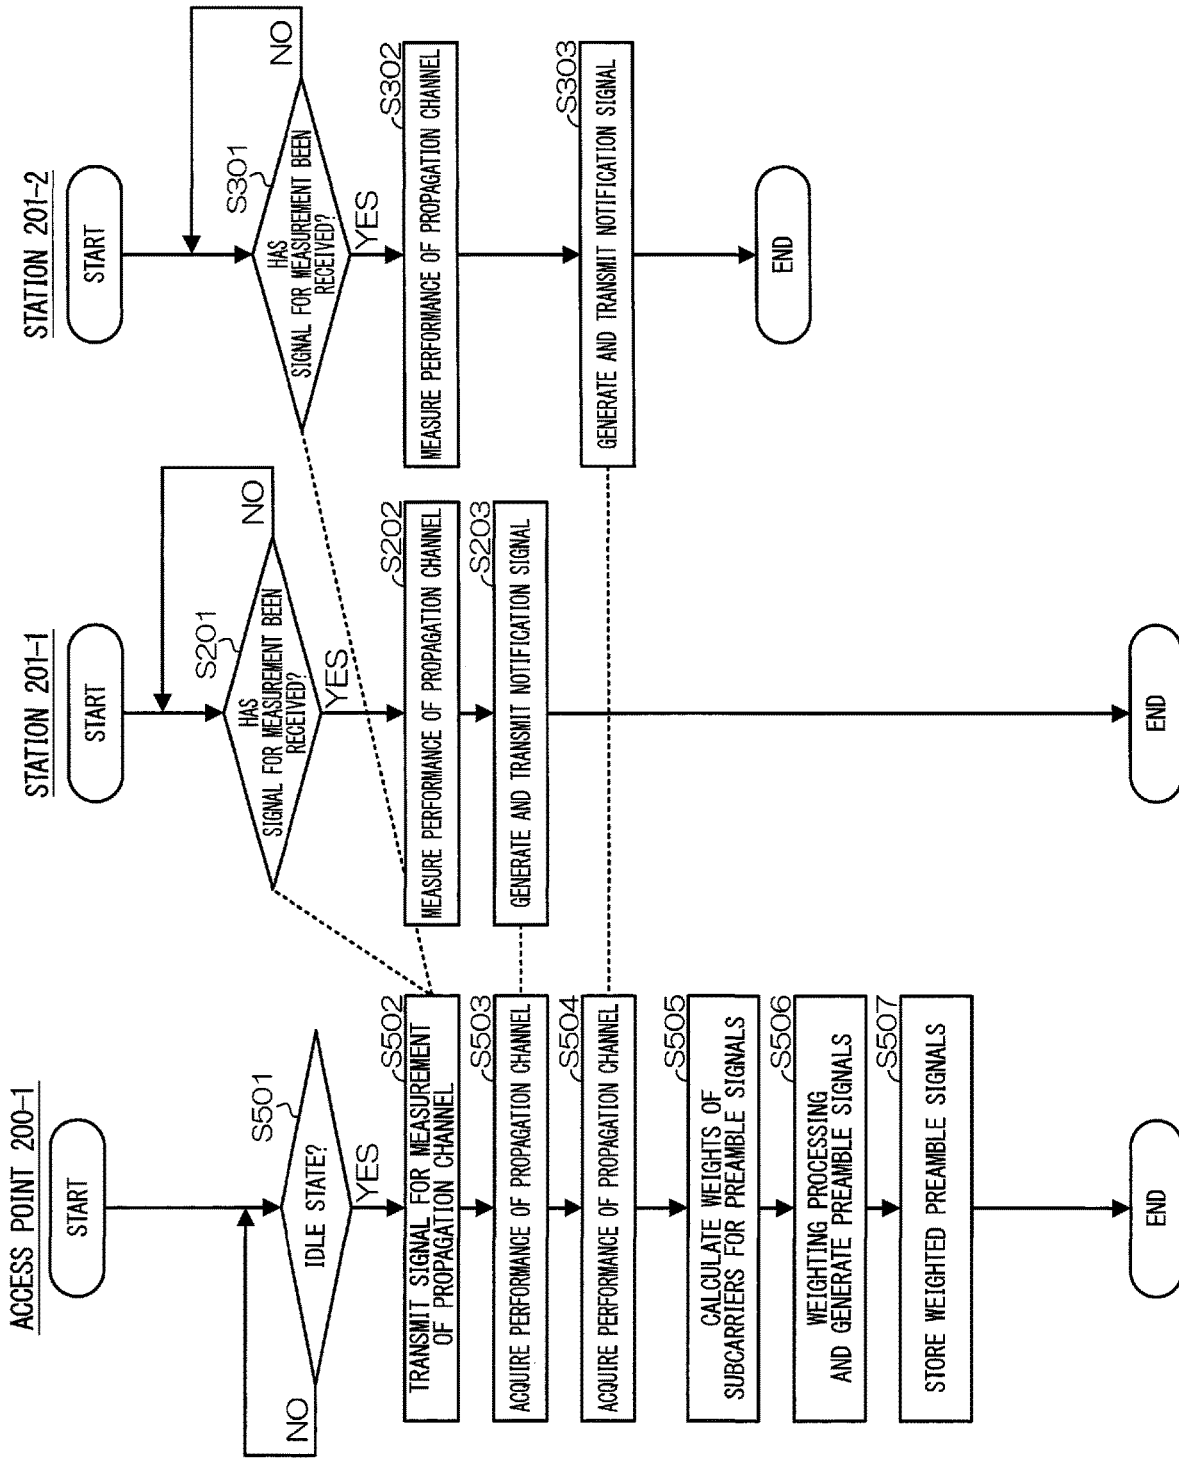 ACCESS POINT 200-1
START
S501
IDLE STATE?
NO
YES
S502
TRANSMIT SIGNAL FOR MEASUREMENT
OF PROPAGATION CHANNEL
S503
ACQUIRE PERFORMANCE OF PROPAGATION CHANNEL
S504
ACQUIRE PERFORMANCE OF PROPAGATION CHANNEL
S505
CALCULATE WEIGHTS OF
SUBCARRIERS FOR PREAMBLE SIGNALS
S506
WEIGHTING PROCESSING
AND GENERATE PREAMBLE SIGNALS
S507
STORE WEIGHTED PREAMBLE SIGNALS
END
STATION 201-1
START
S201
HAS
SIGNAL FOR MEASUREMENT BEEN
RECEIVED?
NO
YES
S202
MEASURE PERFORMANCE OF PROPAGATION CHANNEL
S203
GENERATE AND TRANSMIT NOTIFICATION SIGNAL
END
STATION 201-2
START
S301
HAS
SIGNAL FOR MEASUREMENT BEEN
RECEIVED?
NO
YES
S302
MEASURE PERFORMANCE OF PROPAGATION CHANNEL
S303
GENERATE AND TRANSMIT NOTIFICATION SIGNAL
END